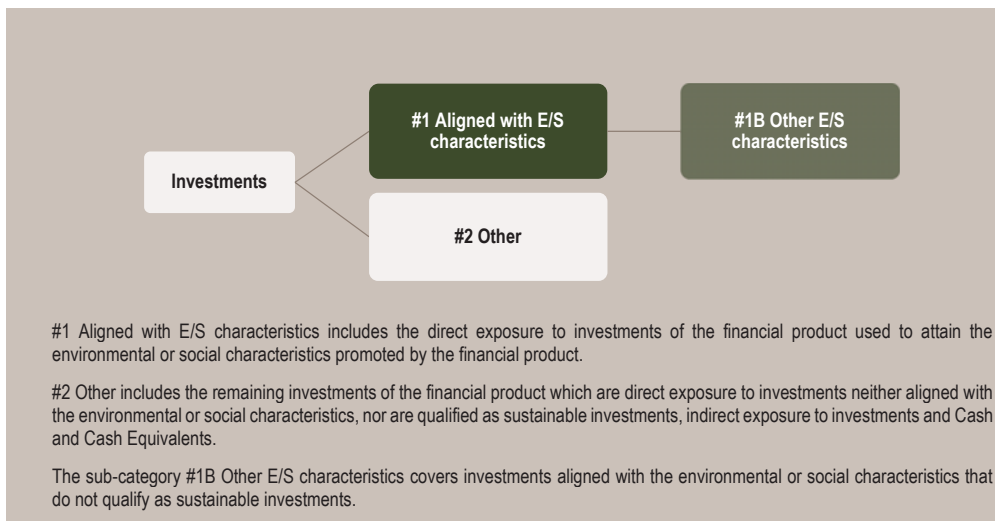 #1 Aligned with E/S
characteristics
#1B Other E/S
characteristics
Investments
#2 Other
#1 Aligned with E/S characteristics includes the direct exposure to investments of the financial product used to attain the
environmental or social characteristics promoted by the financial product.
#2 Other includes the remaining investments of the financial product which are direct exposure to investments neither aligned with
the environmental or social characteristics, nor are qualified as sustainable investments, indirect exposure to investments and Cash
and Cash Equivalents.
The sub-category #1B Other E/S characteristics covers investments aligned with the environmental or social characteristics that
do not qualify as sustainable investments.